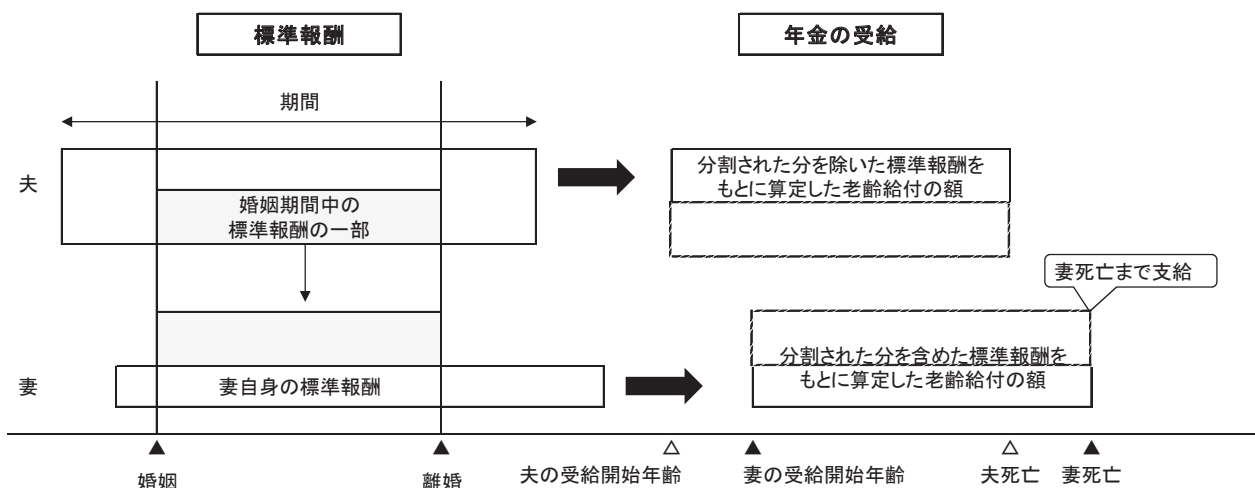 標準報酬
年金の受給
期間
夫
婚姻期間中の
標準報酬の一部
分割された分を除いた標準報酬を
もとに算定した老齢給付の額
妻死亡まで支給
妻
妻自身の標準報酬
分割された分を含めた標準報酬を
もとに算定した老齢給付の額
婚姻
離婚
夫の受給開始年齢
妻の受給開始年齢
夫死亡
妻死亡